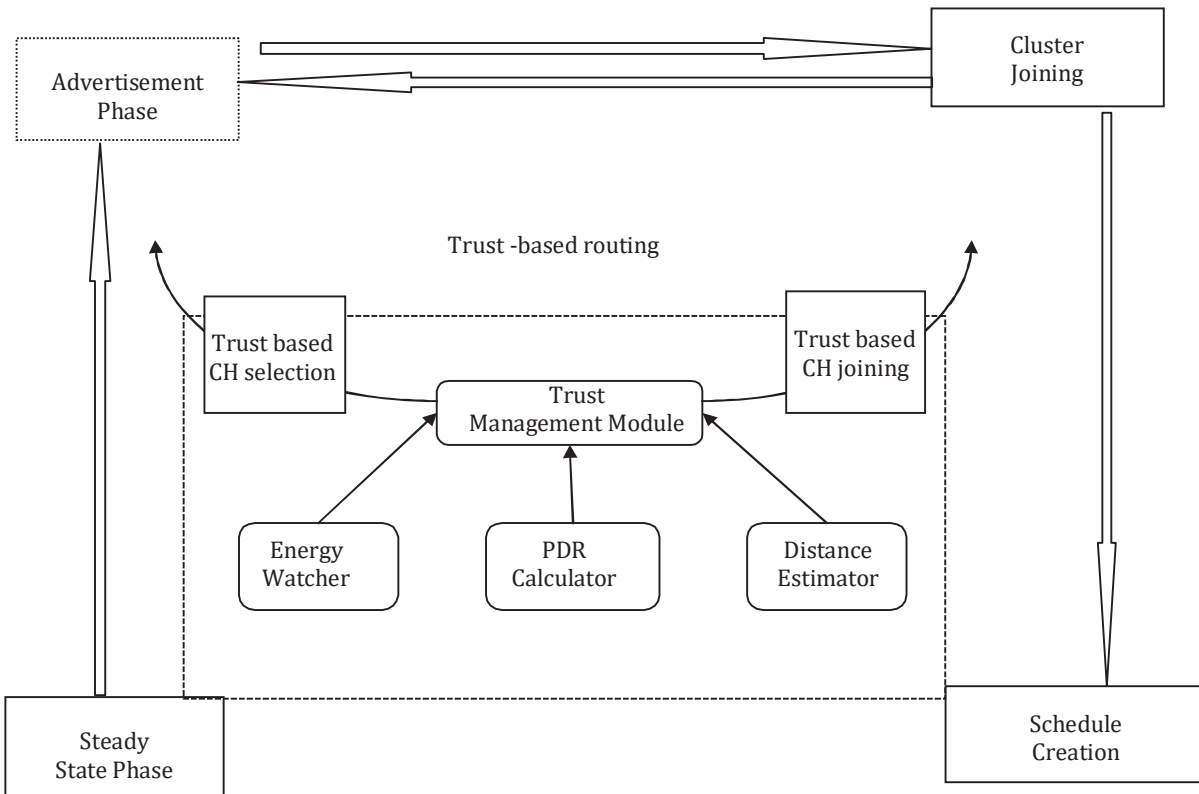 Advertisement
Phase
Cluster
Joining
Trust -based routing
Trust based
CH selection
Trust based
CH joining
Trust
Management Module
Energy
Watcher
PDR
Calculator
Distance
Estimator
Steady
State Phase
Schedule
Creation